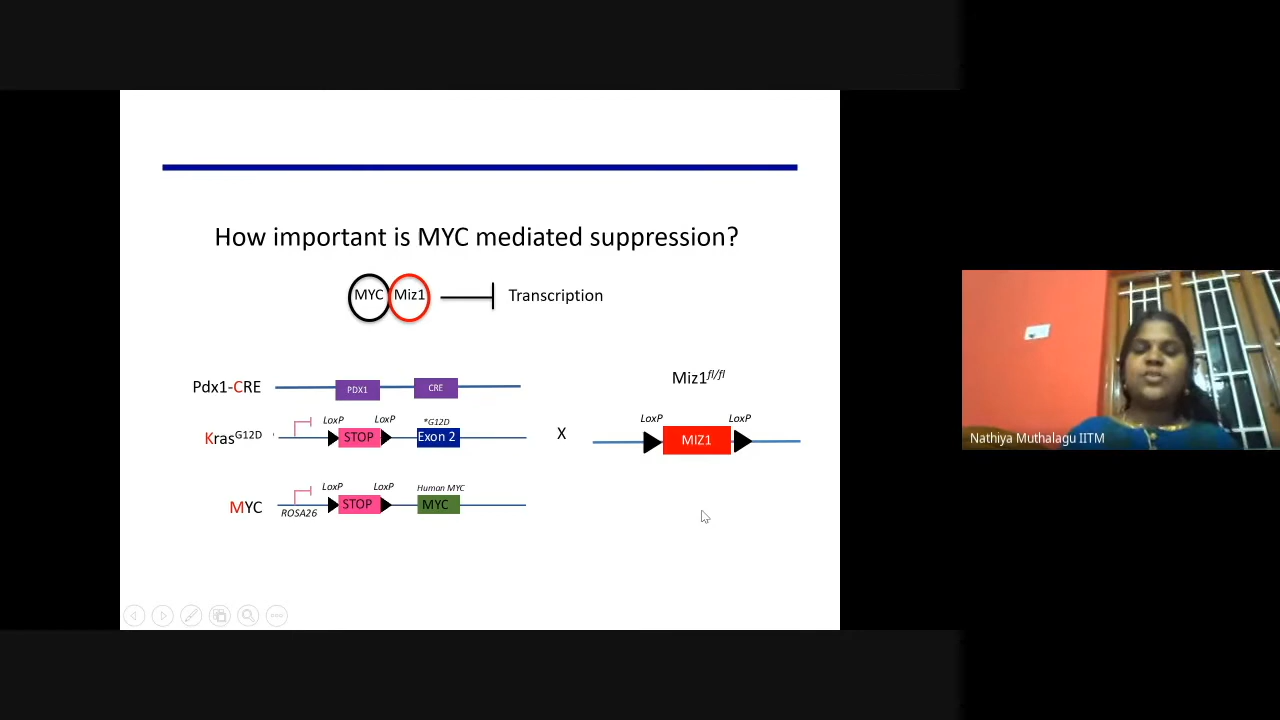 How important is MYC mediated suppression?
MYC Miz1 Transcription
Pdx1-CRE PDX1 CRE
Miz1fl/fl
LoxP LoxP *G12D
KrasG12D STOP Exon 2
X
LoxP LoxP
MIZ1
LoxP LoxP Human MYC
MYC STOP MYC
ROSA26
Nathiya Muthalagu IITM